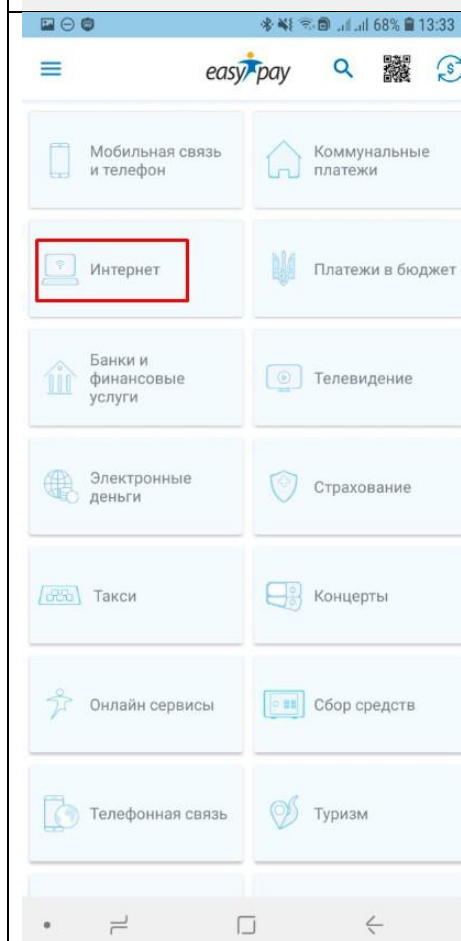 68% 13:33
easypay
$
Мобильная связь
и телефон
Коммунальные
платежи
Интернет
Платежи в бюджет
Банки и
финансовые
услуги
Телевидение
Электронные
деньги
Страхование
Такси
Концерты
Онлайн сервисы
Сбор средств
Телефонная связь
Туризм